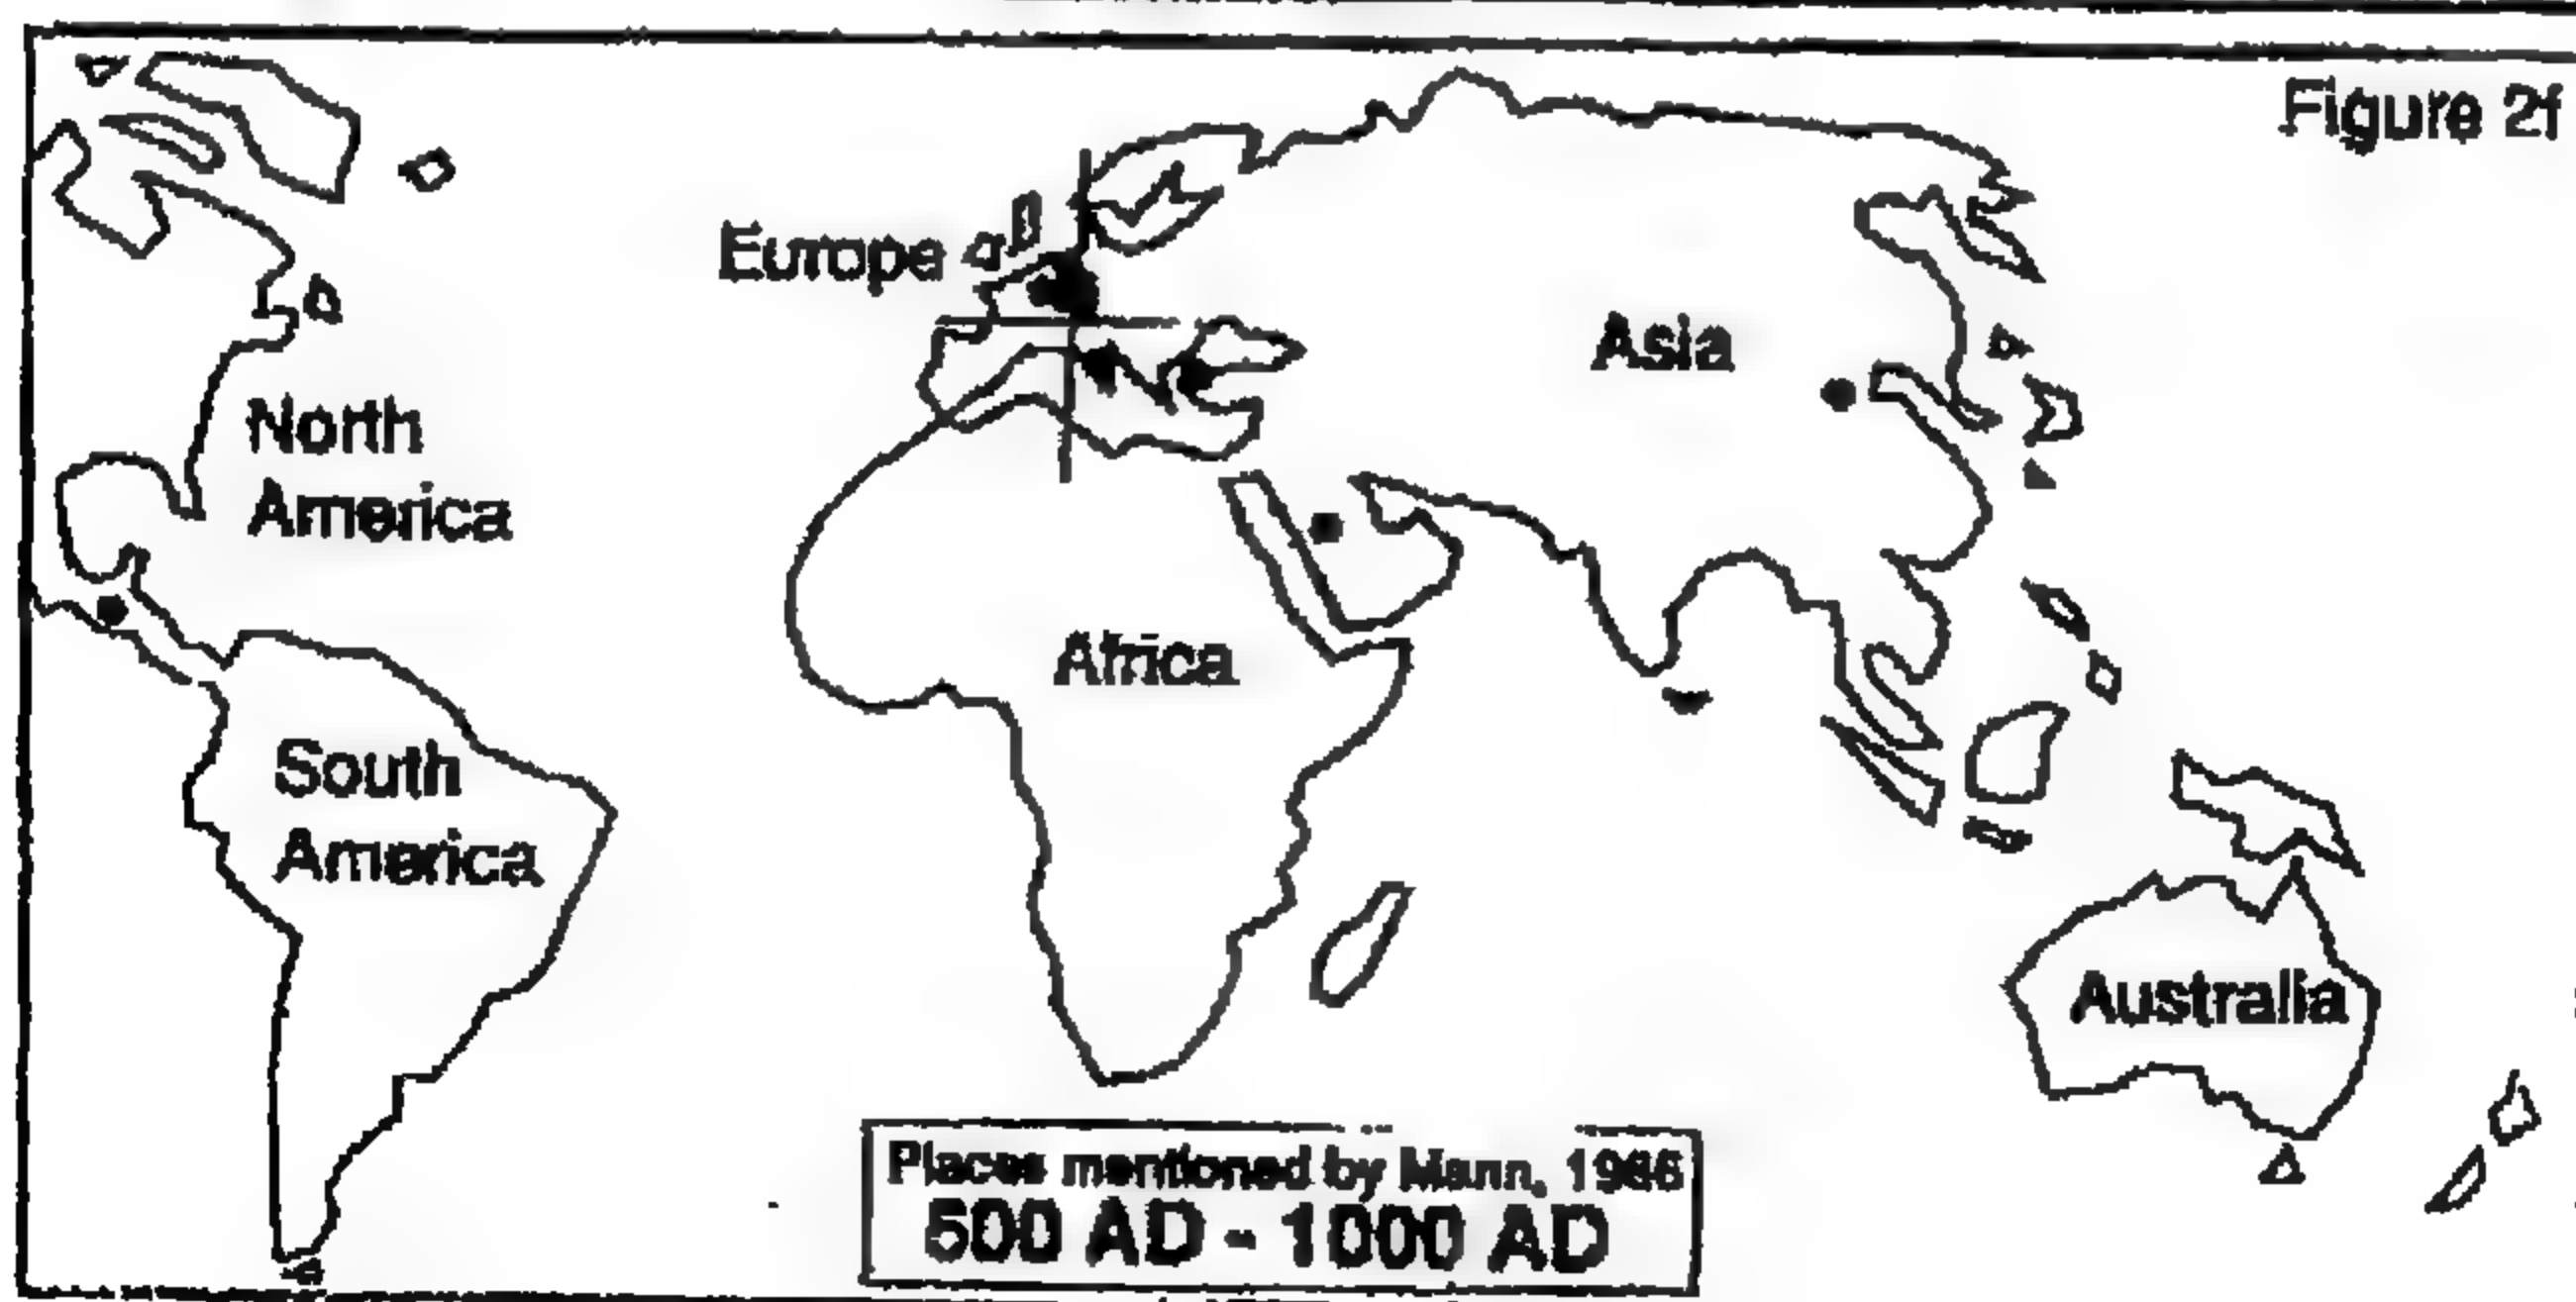 Figure 2f
Europe
Asia
North
America
Africa
South
America
Australia
Places mentioned by Mann, 1986
500 AD - 1000 AD